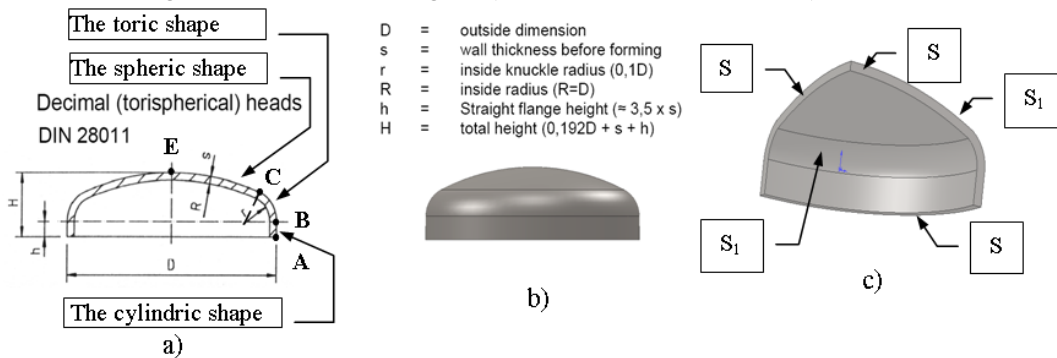 The toric shape
The spheric shape
Decimal (torispherical) heads
DIN 28011
E
s
C
H
R
r
B
h
A
D
The cylindric shape
a)
D = outside dimension
s = wall thickness before forming
r = inside knuckle radius (0,1D)
R = inside radius (R=D)
h = Straight flange height (≈ 3,5 x s)
H = total height (0,192D + s + h)
b)
S
S
S₁
S₁
S
c)